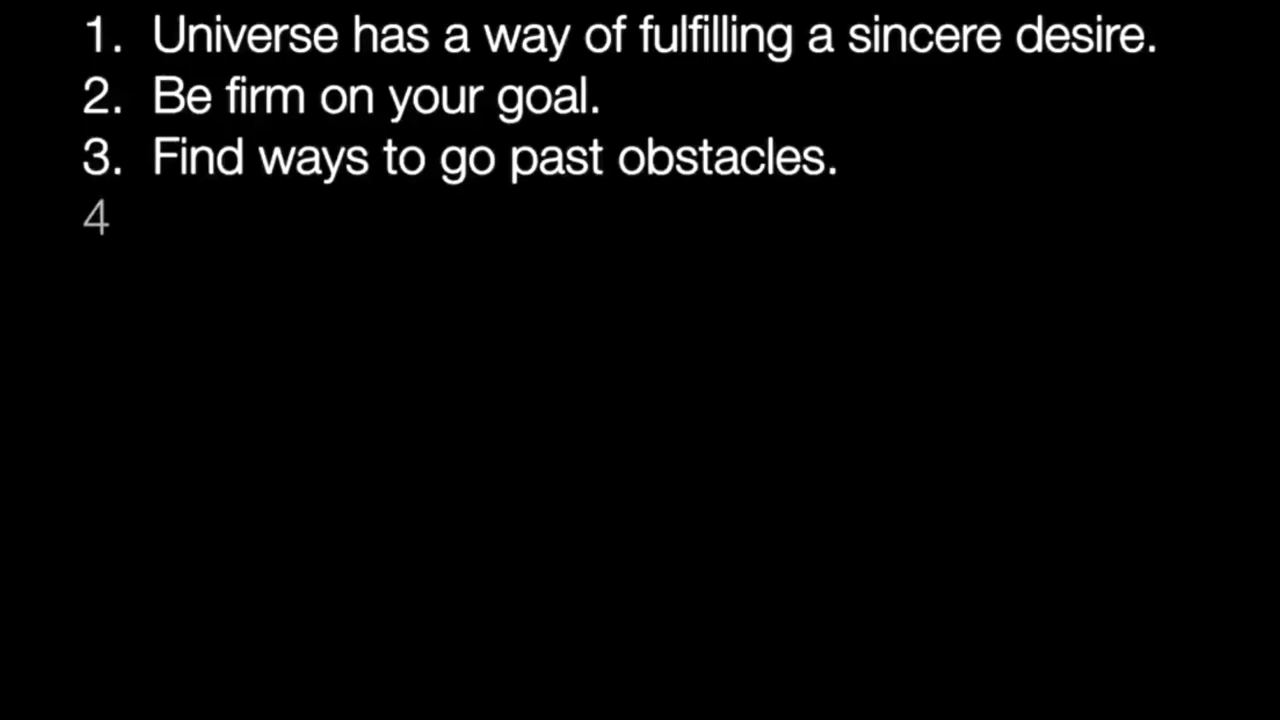 1. Universe has a way of fulfilling a sincere desire.
2. Be firm on your goal.
3. Find ways to go past obstacles.
4